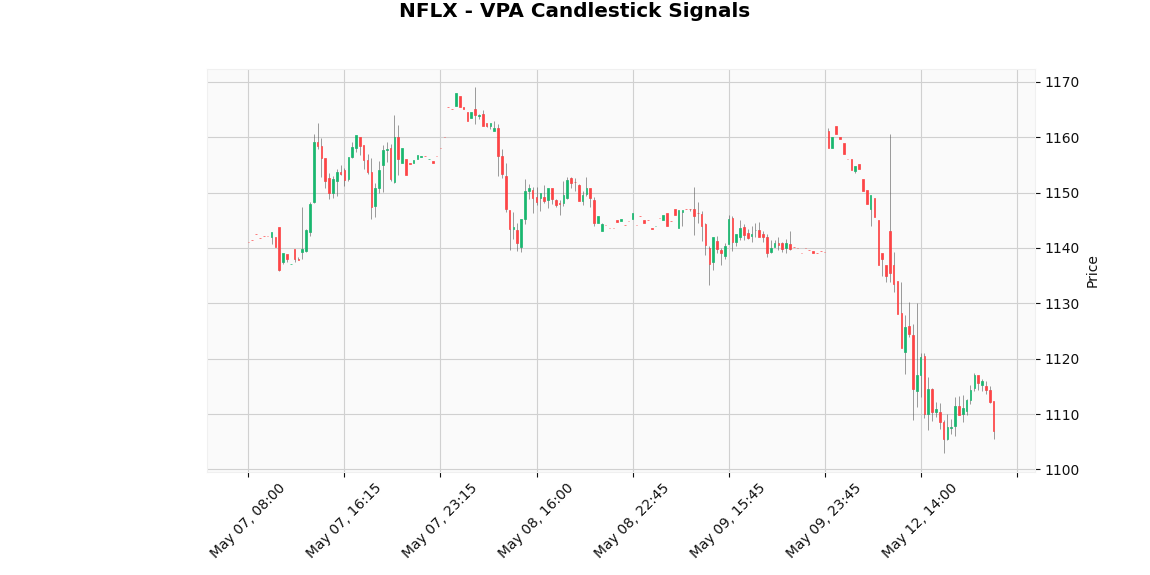 NFLX - VPA Candlestick Signals
1170
1160
1150
1140
1130
1120
1110
1100
Price
May 07, 08:00
May 07, 16:15
May 07, 23:15
May 08, 16:00
May 08, 22:45
May 09, 15:45
May 09, 23:45
May 12, 14:00